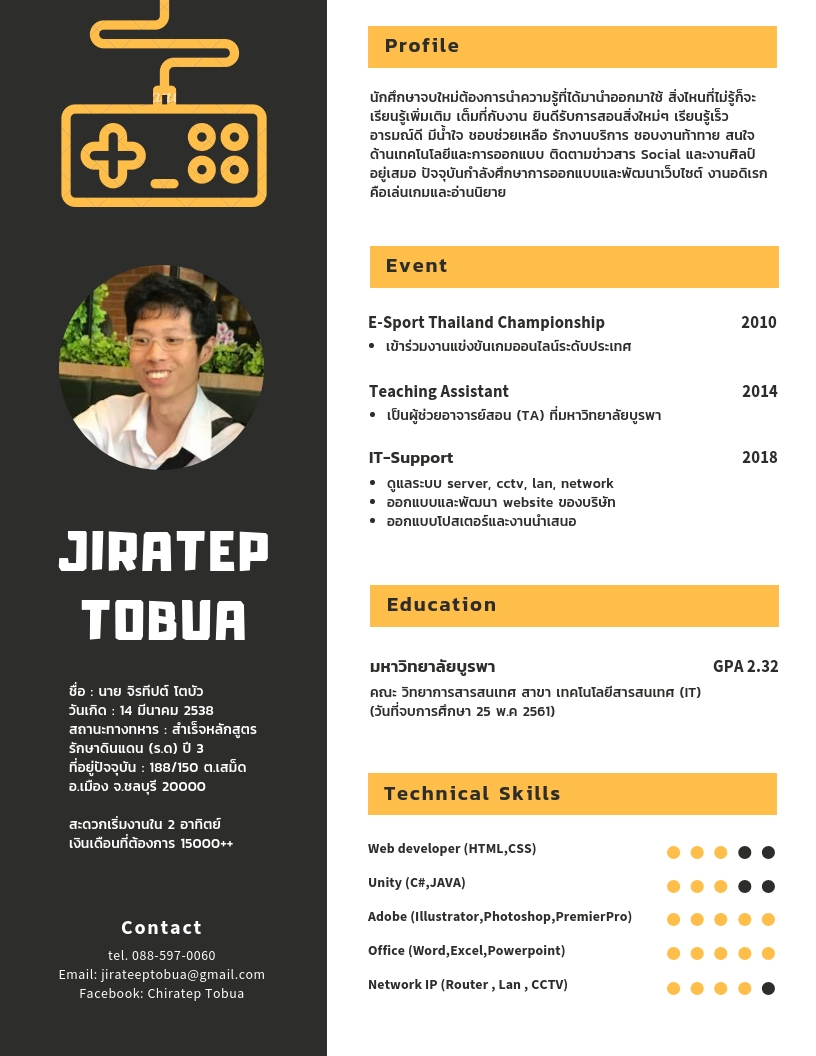 JIRATEP
TOBUA
ชื่อ : นาย จิรทีปต์ โตบัว
วันเกิด : 14 มีนาคม 2538
สถานะทางทหาร : สำเร็จหลักสูตร
รักษาดินแดน (ร.ด) ปี 3
ที่อยู่ปัจจุบัน : 188/150 ต.เสม็ด
อ.เมือง จ.ชลบุรี 20000
สะดวกเริ่มงานใน 2 อาทิตย์
เงินเดือนที่ต้องการ 15000++
Contact
tel. 088-597-0060
Email: jirateeptobua@gmail.com
Facebook: Chiratep Tobua
Profile
นักศึกษาจบใหม่ต้องการนำความรู้ที่ได้มานำออกมาใช้ สิ่งไหนที่ไม่รู้ก็จะ
เรียนรู้เพิ่มเติม เต็มที่กับงาน ยินดีรับการสอนสิ่งใหม่ๆ เรียนรู้เร็ว
อารมณ์ดี มีน้ำใจ ชอบช่วยเหลือ รักงานบริการ ชอบงานท้าทาย สนใจ
ด้านเทคโนโลยีและการออกแบบ ติดตามข่าวสาร Social และงานศิลป์
อยู่เสมอ ปัจจุบันกำลังศึกษาการออกแบบและพัฒนาเว็บไซต์ งานอดิเรก
คือเล่นเกมและอ่านนิยาย
Event
E-Sport Thailand Championship 2010
• เข้าร่วมงานแข่งขันเกมออนไลน์ระดับประเทศ
Teaching Assistant 2014
• เป็นผู้ช่วยอาจารย์สอน (TA) ที่มหาวิทยาลัยบูรพา
IT-Support 2018
• ดูแลระบบ server, cctv, lan, network
• ออกแบบและพัฒนา website ของบริษัท
• ออกแบบโปสเตอร์และงานนำเสนอ
Education
มหาวิทยาลัยบูรพา GPA 2.32
คณะ วิทยาการสารสนเทศ สาขา เทคโนโลยีสารสนเทศ (IT)
(วันที่จบการศึกษา 25 พ.ค 2561)
Technical Skills
Web developer (HTML,CSS)
Unity (C#,JAVA)
Adobe (Illustrator,Photoshop,PremierPro)
Office (Word,Excel,Powerpoint)
Network IP (Router , Lan , CCTV)